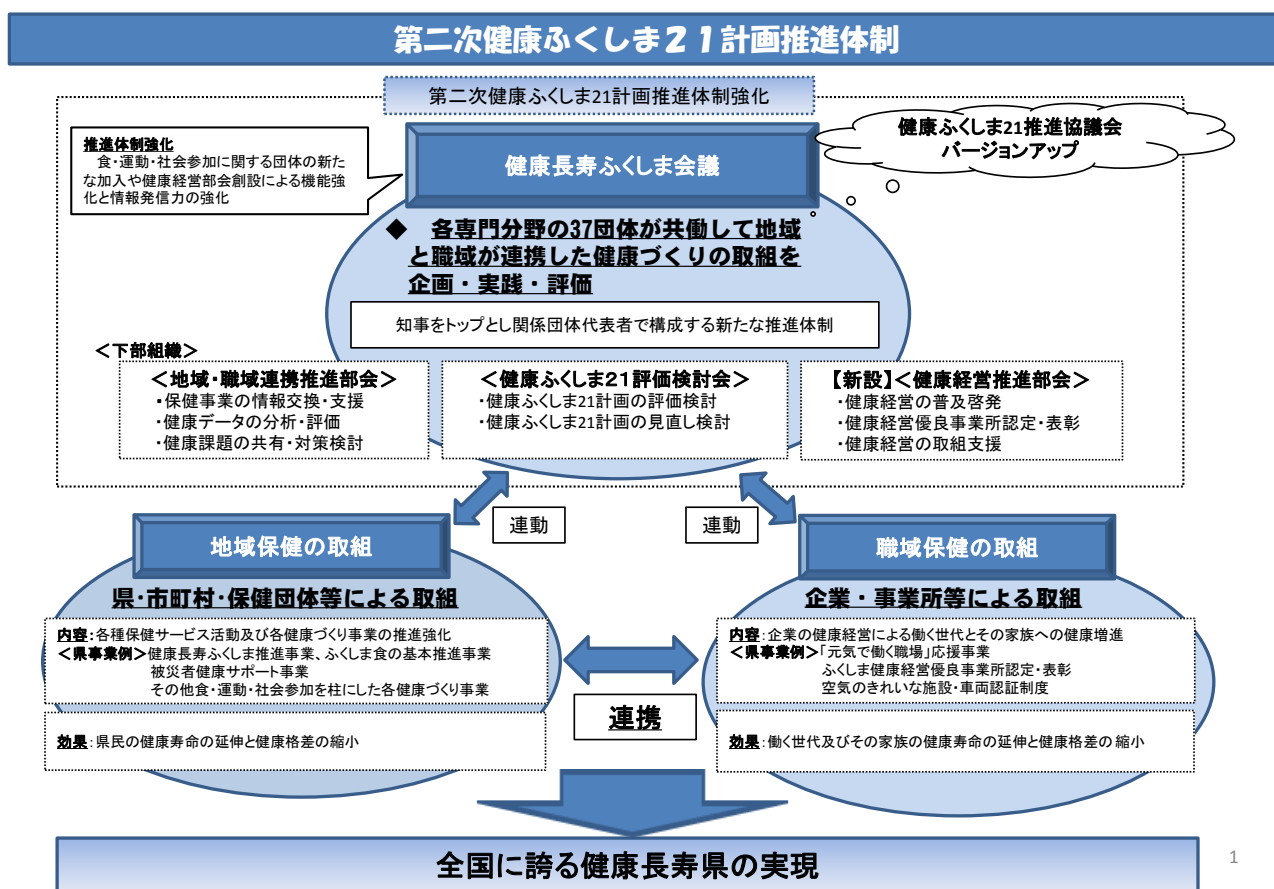 第二次健康ふくしま２１計画推進体制
第二次健康ふくしま21計画推進体制強化
推進体制強化
食・運動・社会参加に関する団体の新た
な加入や健康経営部会創設による機能強
化と情報発信力の強化
健康長寿ふくしま会議
健康ふくしま21推進協議会
バージョンアップ
◆ 各専門分野の37団体が共働して地域
と職域が連携した健康づくりの取組を
企画・実践・評価
知事をトップとし関係団体代表者で構成する新たな推進体制
＜下部組織＞
＜地域・職域連携推進部会＞
・保健事業の情報交換・支援
・健康データの分析・評価
・健康課題の共有・対策検討
＜健康ふくしま２１評価検討会＞
・健康ふくしま21計画の評価検討
・健康ふくしま21計画の見直し検討
【新設】＜健康経営推進部会＞
・健康経営の普及啓発
・健康経営優良事業所認定・表彰
・健康経営の取組支援
連動
連動
地域保健の取組
県・市町村・保健団体等による取組
内容：各種保健サービス活動及び各健康づくり事業の推進強化
＜県事業例＞健康長寿ふくしま推進事業、ふくしま食の基本推進事業
被災者健康サポート事業
その他食・運動・社会参加を柱にした各健康づくり事業
効果：県民の健康寿命の延伸と健康格差の縮小
連携
職域保健の取組
企業・事業所等による取組
内容：企業の健康経営による働く世代とその家族への健康増進
＜県事業例＞「元気で働く職場」応援事業
ふくしま健康経営優良事業所認定・表彰
空気のきれいな施設・車両認証制度
効果：働く世代及びその家族の健康寿命の延伸と健康格差の縮小
全国に誇る健康長寿県の実現
1